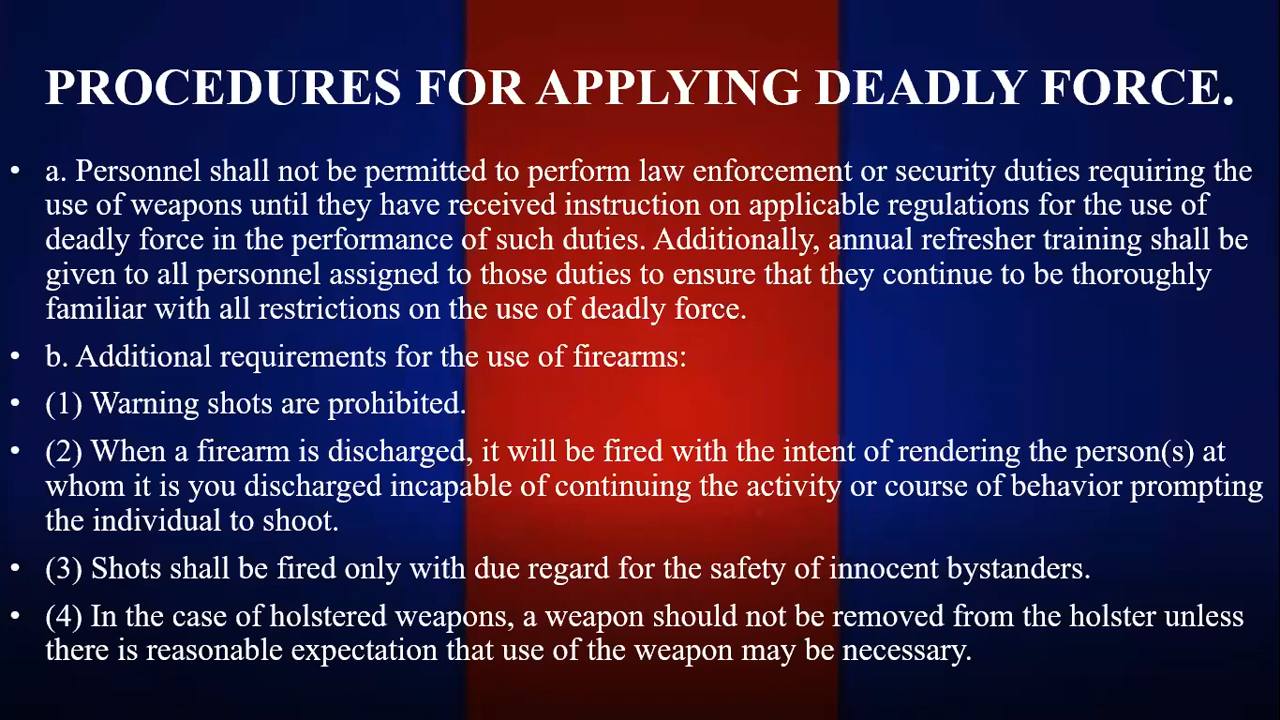 PROCEDURES FOR APPLYING DEADLY FORCE.
• a. Personnel shall not be permitted to perform law enforcement or security duties requiring the
use of weapons until they have received instruction on applicable regulations for the use of
deadly force in the performance of such duties. Additionally, annual refresher training shall be
given to all personnel assigned to those duties to ensure that they continue to be thoroughly
familiar with all restrictions on the use of deadly force.
• b. Additional requirements for the use of firearms:
• (1) Warning shots are prohibited.
• (2) When a firearm is discharged, it will be fired with the intent of rendering the person(s) at
whom it is you discharged incapable of continuing the activity or course of behavior prompting
the individual to shoot.
• (3) Shots shall be fired only with due regard for the safety of innocent bystanders.
• (4) In the case of holstered weapons, a weapon should not be removed from the holster unless
there is reasonable expectation that use of the weapon may be necessary.